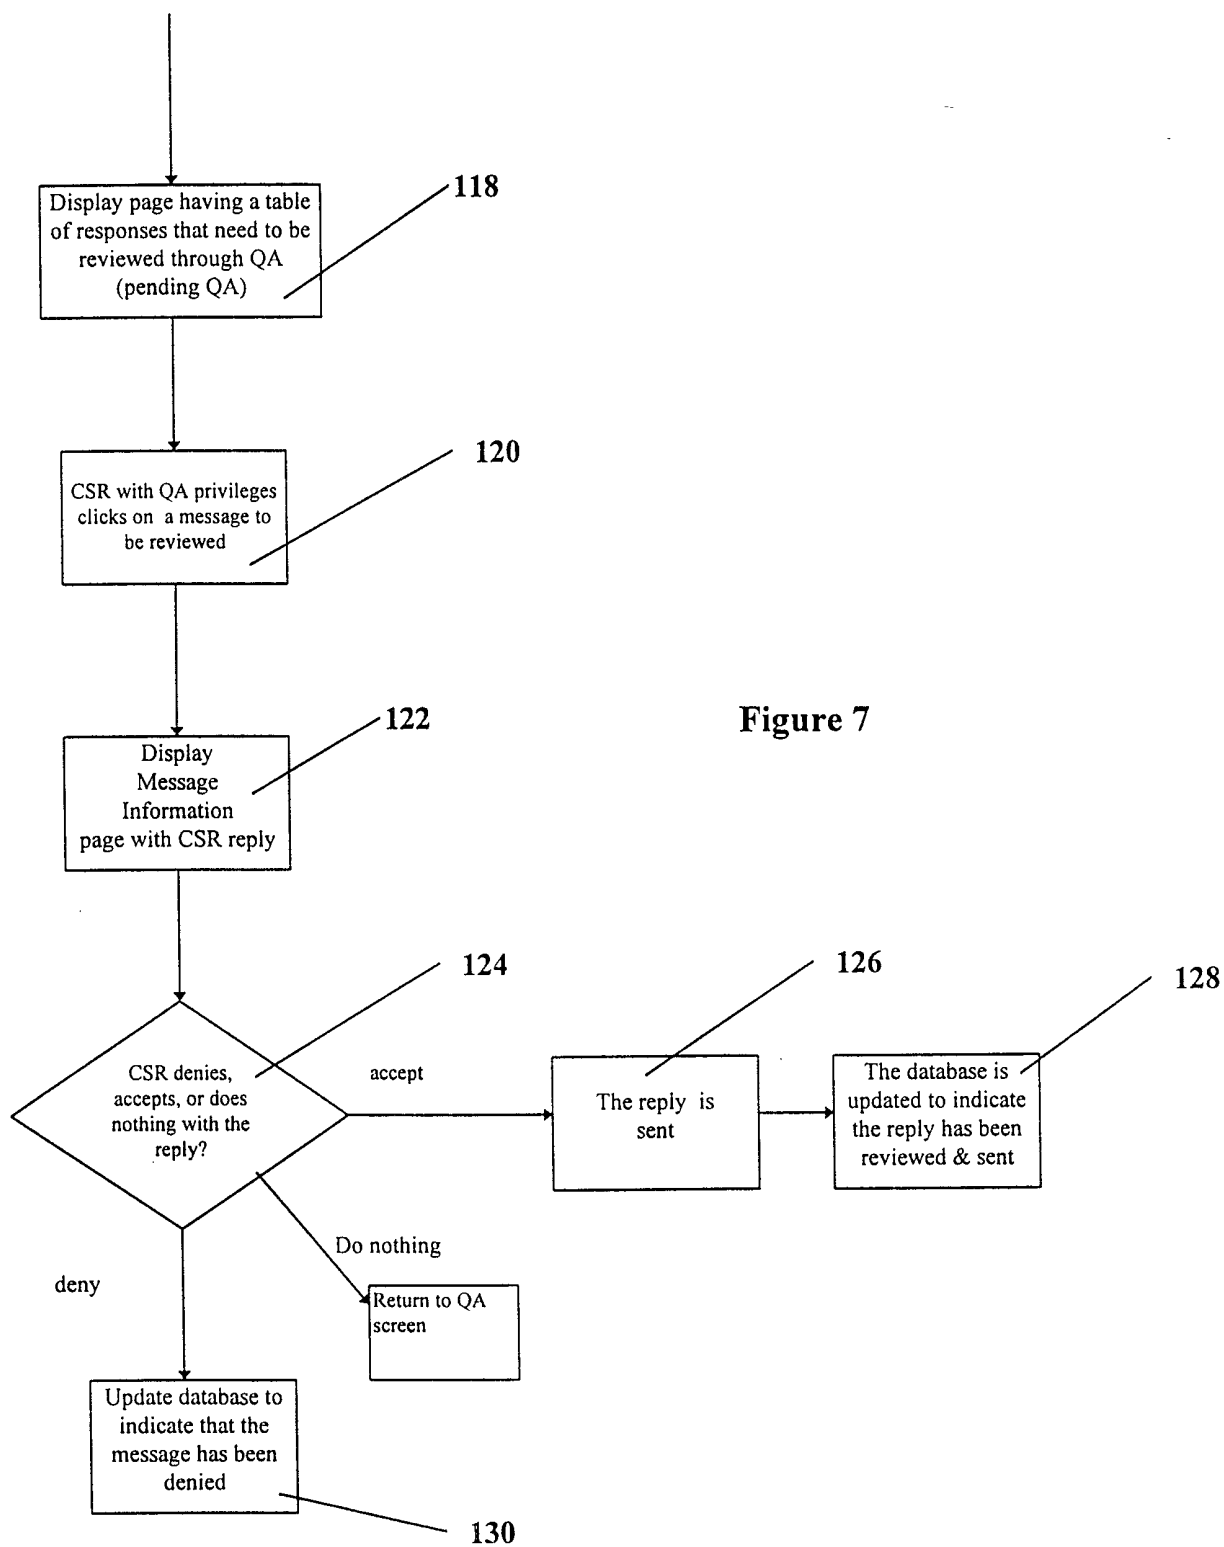 118
Display page having a table
of responses that need to be
reviewed through QA
(pending QA)
120
CSR with QA privileges
clicks on a message to
be reviewed
122
Display
Message
Information
page with CSR reply
Figure 7
124
CSR denies,
accepts, or does
nothing with the
reply?
accept
126
The reply is
sent
128
The database is
updated to indicate
the reply has been
reviewed & sent
Do nothing
Return to QA
screen
deny
Update database to
indicate that the
message has been
denied
130